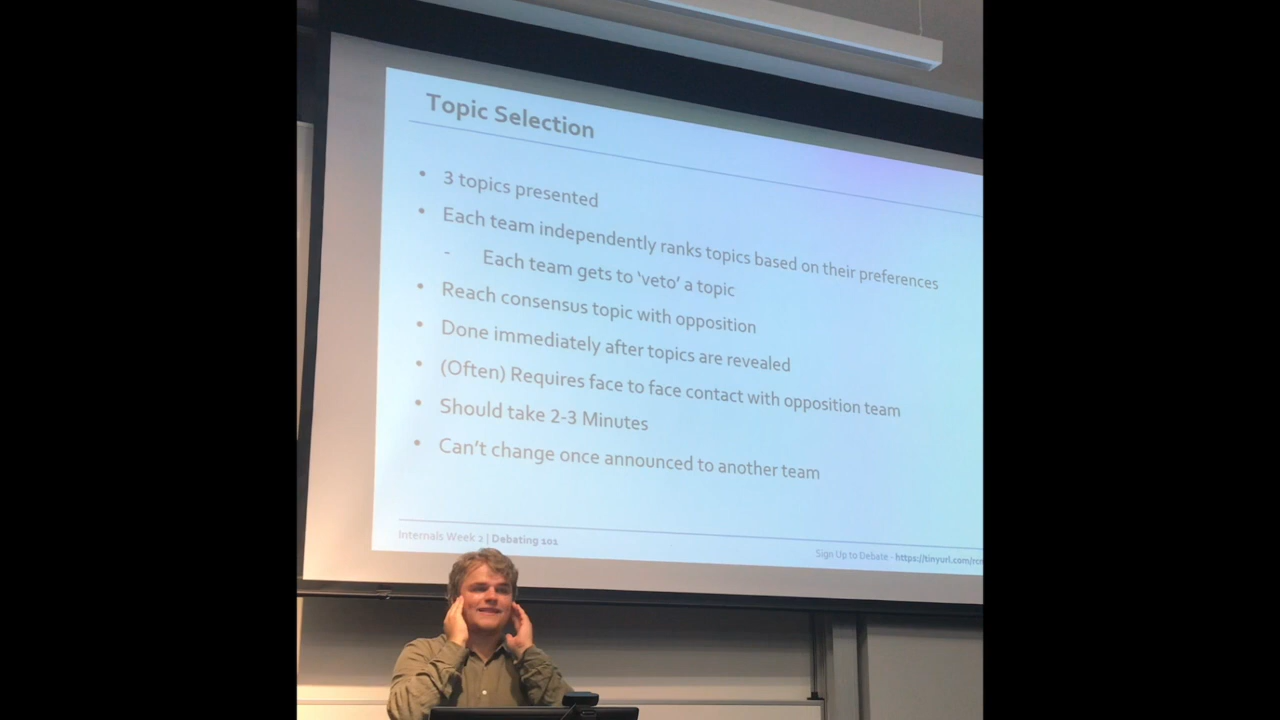 Topic Selection
• 3 topics presented
• Each team independently ranks topics based on their preferences
- Each team gets to ‘veto’ a topic
• Reach consensus topic with opposition
• Done immediately after topics are revealed
• (Often) Requires face to face contact with opposition team
• Should take 2-3 Minutes
• Can’t change once announced to another team
Internals Week 2 | Debating 101
Sign Up to Debate - https://tinyurl.com/rcr